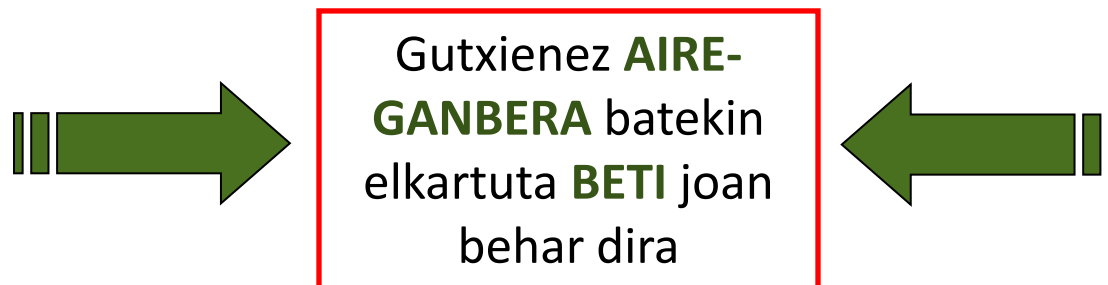 Gutxienez AIRE-
GANBERA batekin
elkartuta BETI joan
behar dira